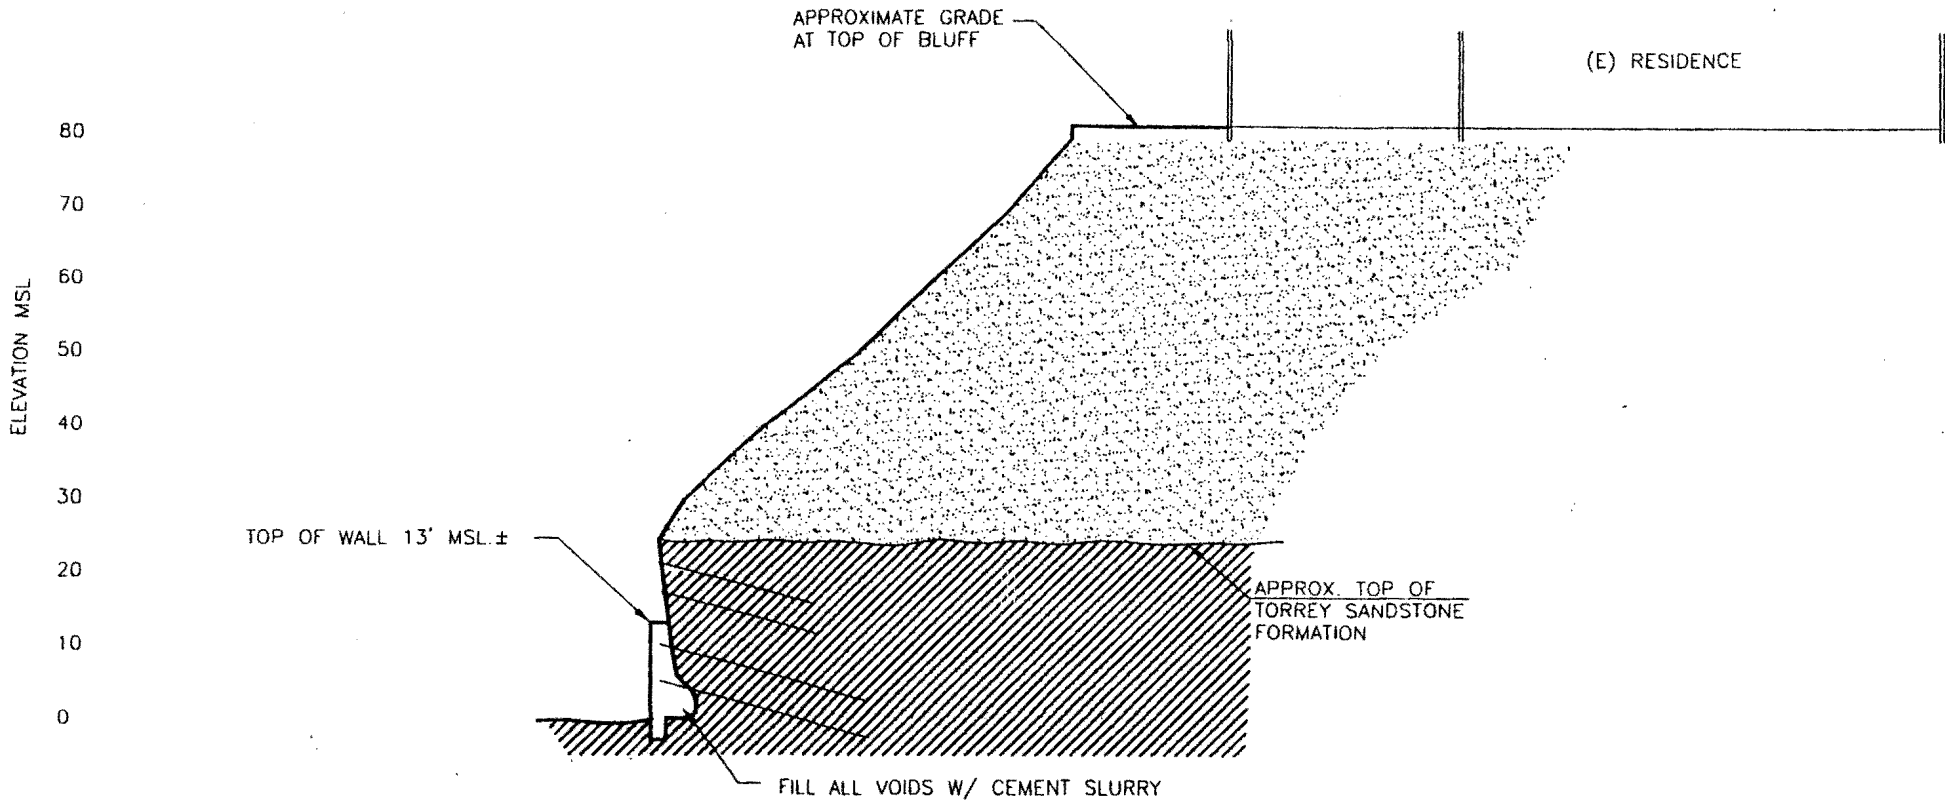 APPROXIMATE GRADE
AT TOP OF BLUFF
(E) RESIDENCE
80
70
60
50
40
30
20
10
0
ELEVATION MSL
TOP OF WALL 13' MSL.±
APPROX. TOP OF
TORREY SANDSTONE
FORMATION
FILL ALL VOIDS W/ CEMENT SLURRY